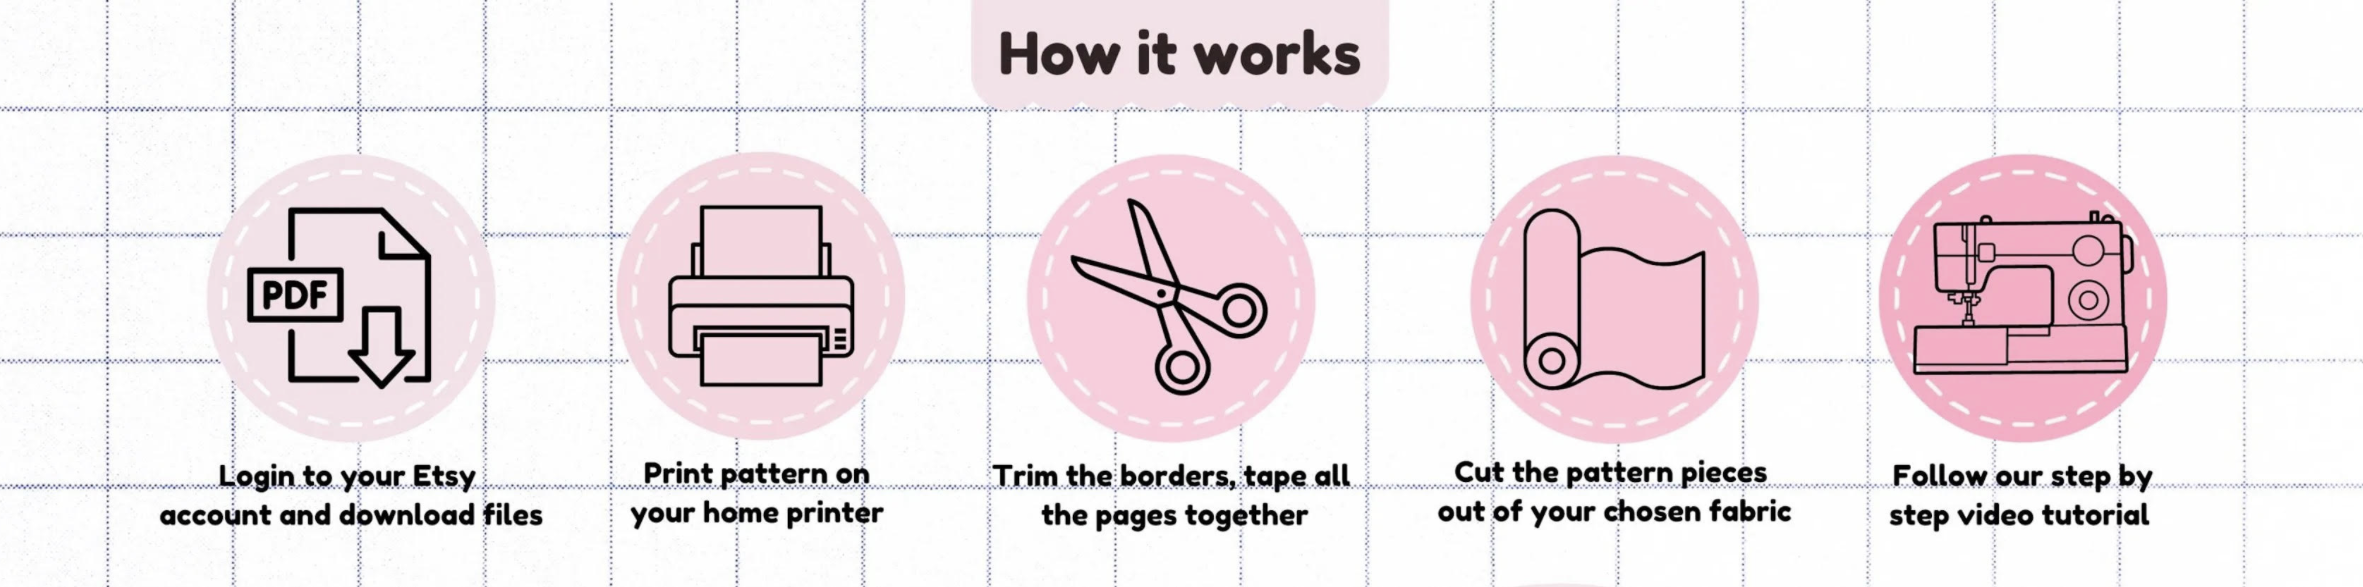 How it works
PDF
Login to your Etsy
account and download files
Print pattern on
your home printer
Trim the borders, tape all
the pages together
Cut the pattern pieces
out of your chosen fabric
Follow our step by
step video tutorial